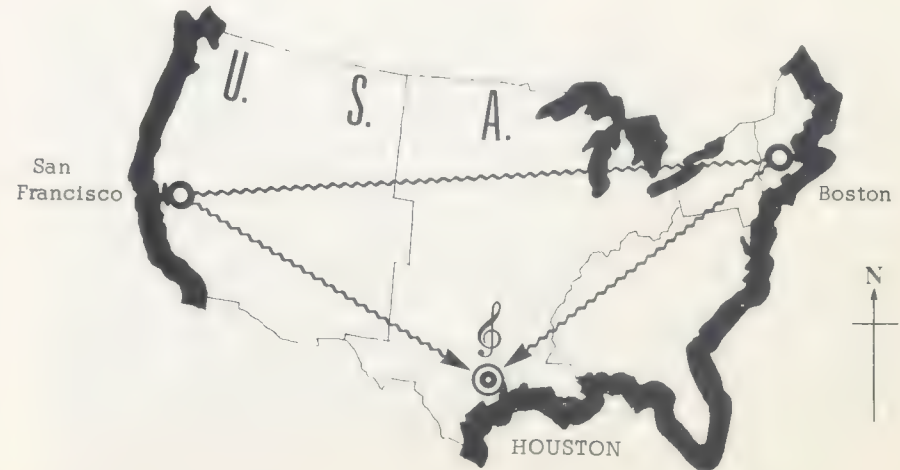 U. S. A.
San
Francisco
Boston
N
HOUSTON